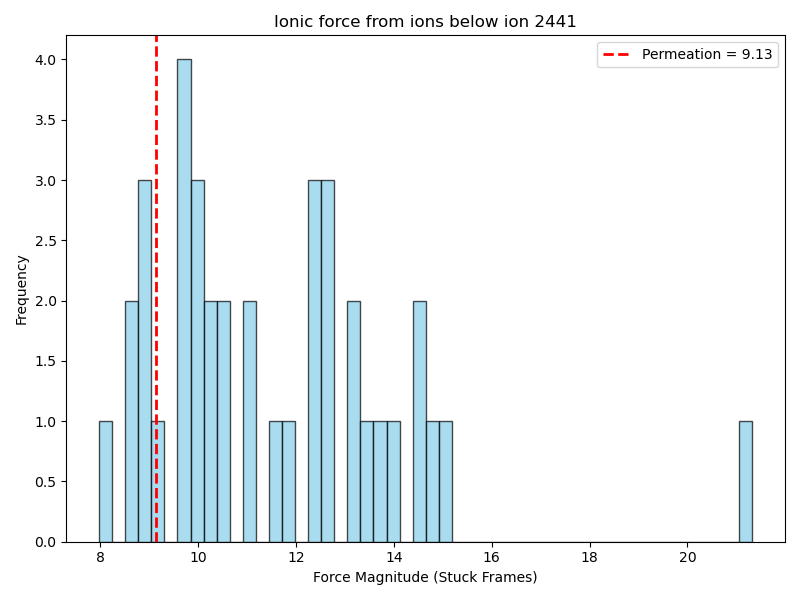 Ionic force from ions below ion 2441
Permeation = 9.13
4.0
3.5
3.0
2.5
2.0
1.5
1.0
0.5
0.0
Frequency
8 10 12 14 16 18 20
Force Magnitude (Stuck Frames)